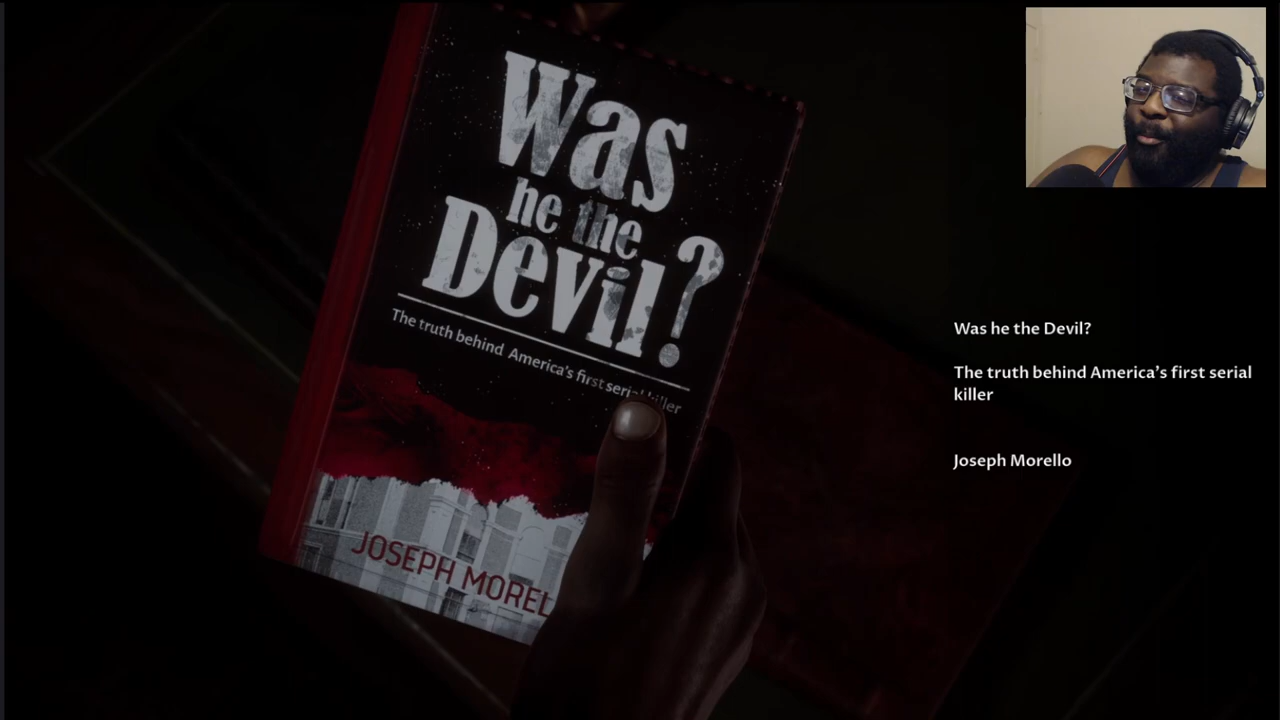 Was
he the
Devil?
The truth behind America's first serial killer
JOSEPH MOREL
Was he the Devil?
The truth behind America's first serial
killer
Joseph Morello